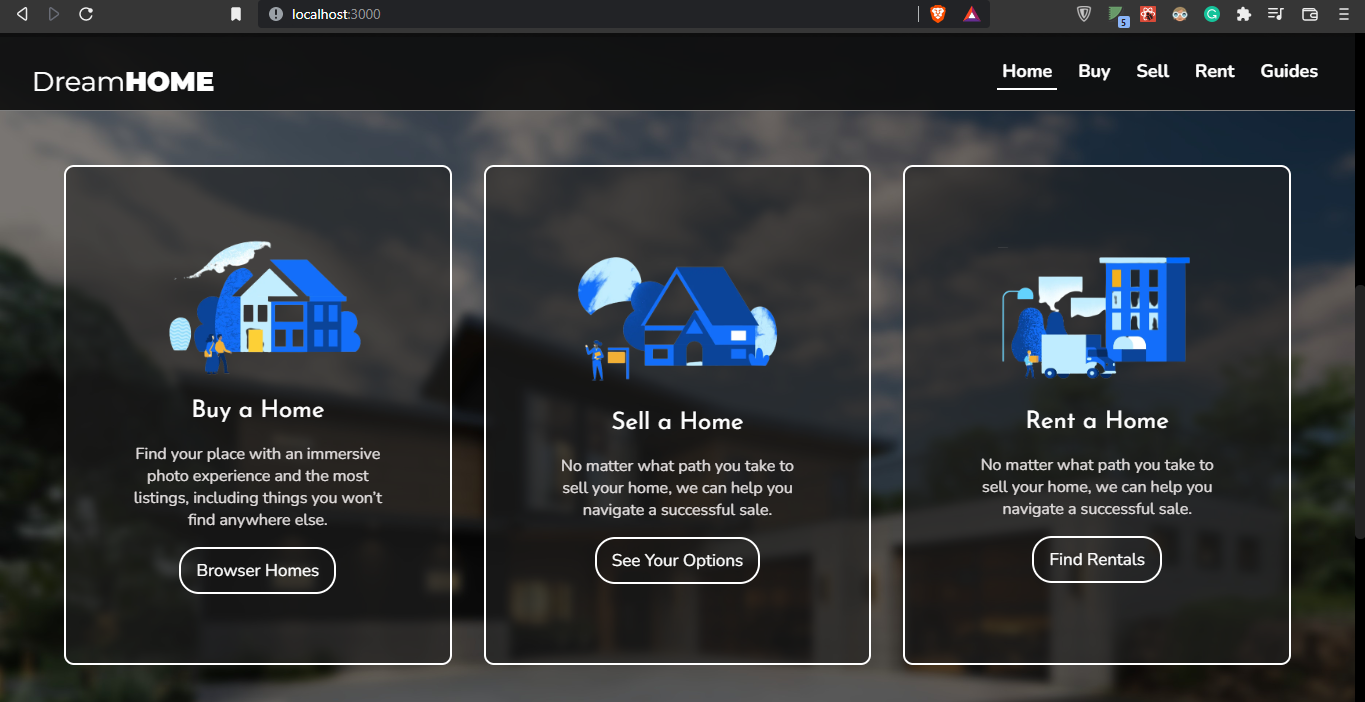 localhost:3000
5
DreamHOME
Home Buy Sell Rent Guides
Buy a Home
Find your place with an immersive
photo experience and the most
listings, including things you won't
find anywhere else.
Browser Homes
Sell a Home
No matter what path you take to
sell your home, we can help you
navigate a successful sale.
See Your Options
Rent a Home
No matter what path you take to
sell your home, we can help you
navigate a successful sale.
Find Rentals